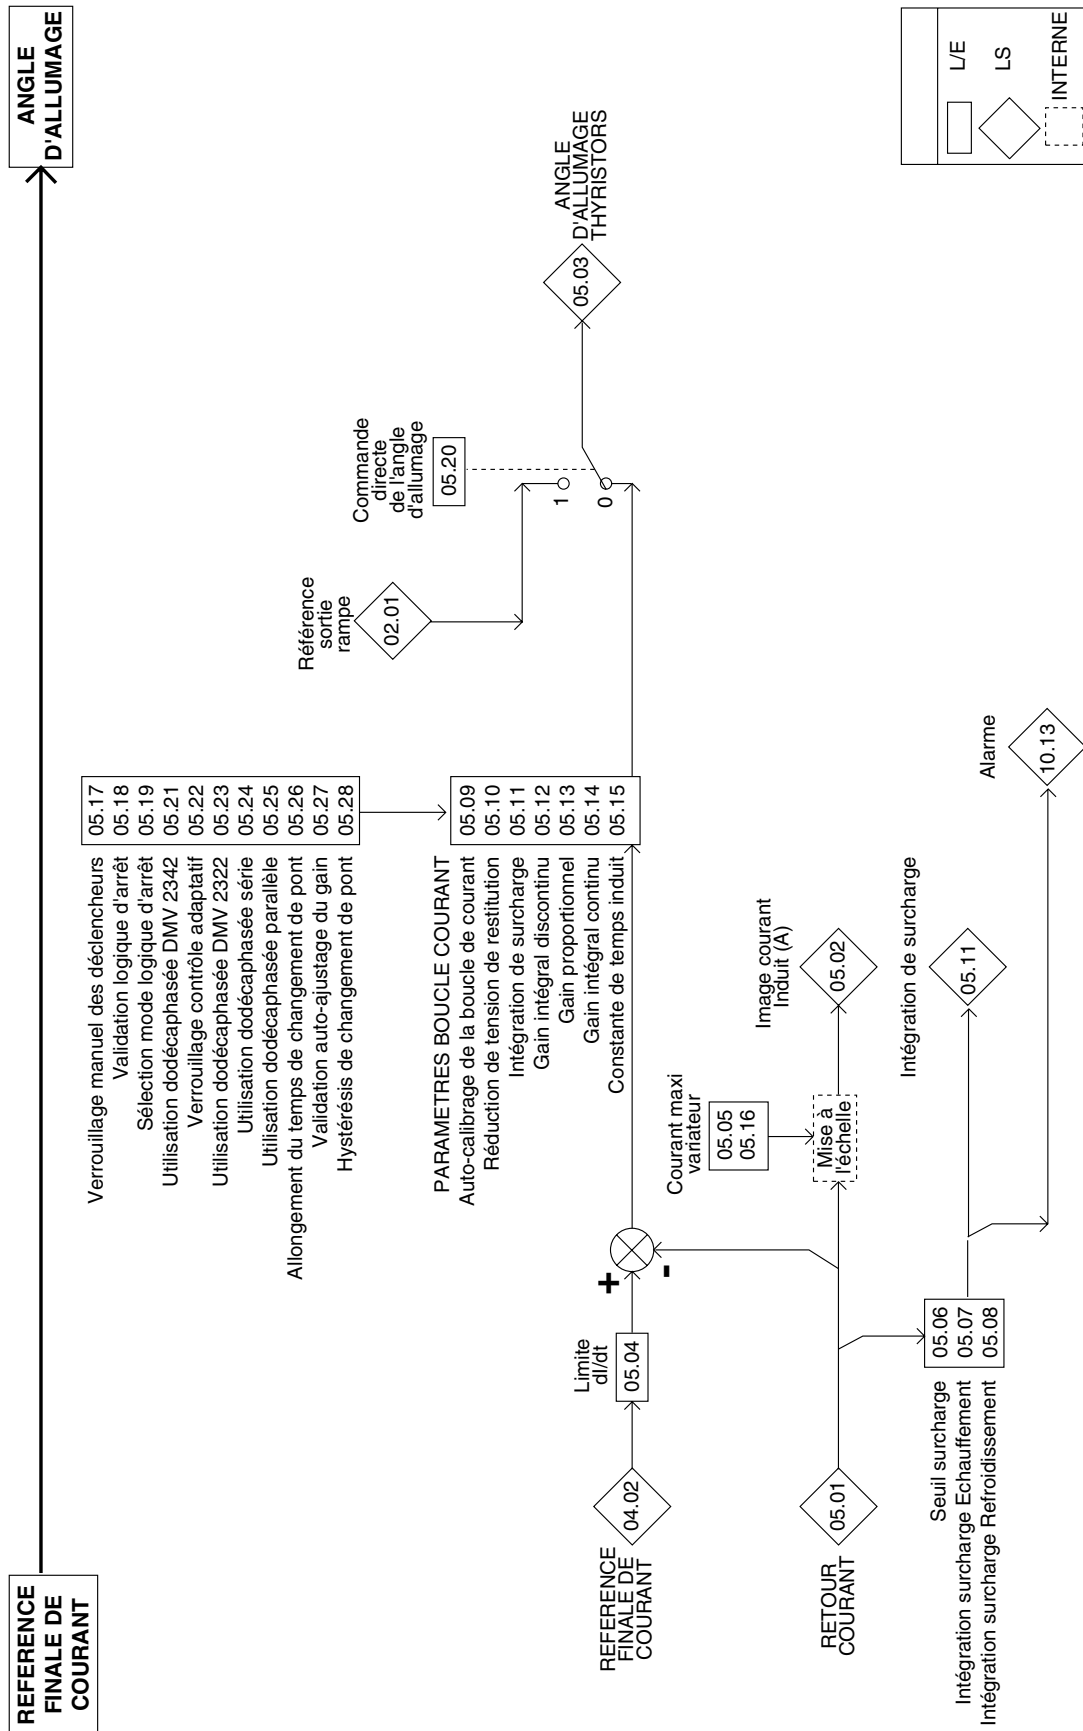 REFERENCE
FINALE DE
COURANT
ANGLE
D'ALLUMAGE
Verrouillage manuel des déclencheurs 05.17
Validation logique d'arrêt 05.18
Sélection mode logique d'arrêt 05.19
Utilisation dodécaphasée DMV 2342 05.21
Verrouillage contrôle adaptatif 05.22
Utilisation dodécaphasée DMV 2322 05.23
Utilisation dodécaphasée série 05.24
Utilisation dodécaphasée parallèle 05.25
Allongement du temps de changement de pont 05.26
Validation auto-ajustage du gain 05.27
Hystérésis de changement de pont 05.28
Référence
sortie
rampe
02.01
Commande
directe
de l'angle
d'allumage
05.20
1
0
ANGLE
D'ALLUMAGE
THYRISTORS
05.03
PARAMETRES BOUCLE COURANT
Auto-calibrage de la boucle de courant 05.09
Réduction de tension de restitution 05.10
Intégration de surcharge 05.11
Gain intégral discontinu 05.12
Gain proportionnel 05.13
Gain intégral continu 05.14
Constante de temps induit 05.15
REFERENCE
FINALE DE
COURANT
04.02
Limite
dI/dt
05.04
+
-
RETOUR
COURANT
05.01
Courant maxi
variateur
05.05
05.16
Mise à
l'échelle
Image courant
Induit (A)
05.02
Seuil surcharge 05.06
Intégration surcharge Echauffement 05.07
Intégration surcharge Refroidissement 05.08
Intégration de surcharge
05.11
Alarme
10.13
L/E
LS
INTERNE